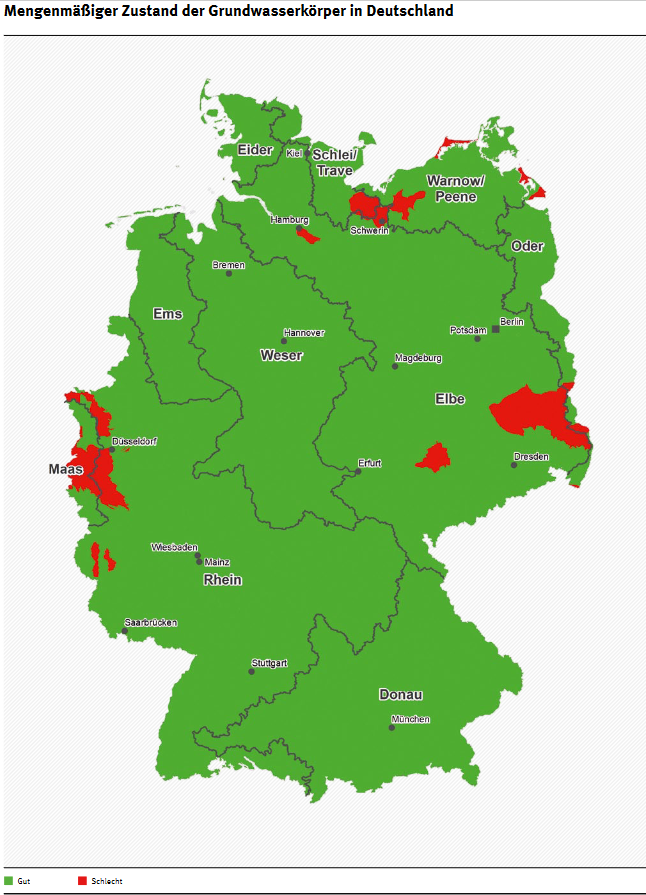 Mengenmäßiger Zustand der Grundwasserkörper in Deutschland
Eider
Kiel
Schlei/
Trave
Warnow/
Peene
Hamburg
Schwerin
Oder
Bremen
Ems
Berlin
Potsdam
Hannover
Weser
Magdeburg
Elbe
Düsseldorf
Maas
Erfurt
Dresden
Wiesbaden
Mainz
Rhein
Saarbrücken
Stuttgart
Donau
München
Gut
Schlecht